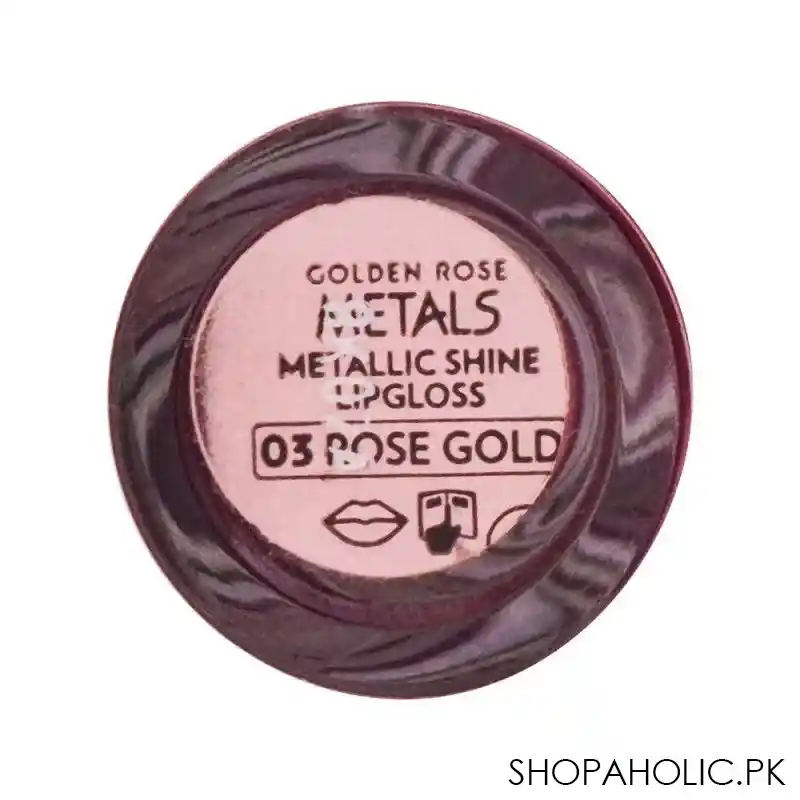 GOLDEN ROSE
METALS
METALLIC SHINE
LIPGLOSS
03 ROSE GOLD
SHOPAHOLIC.PK